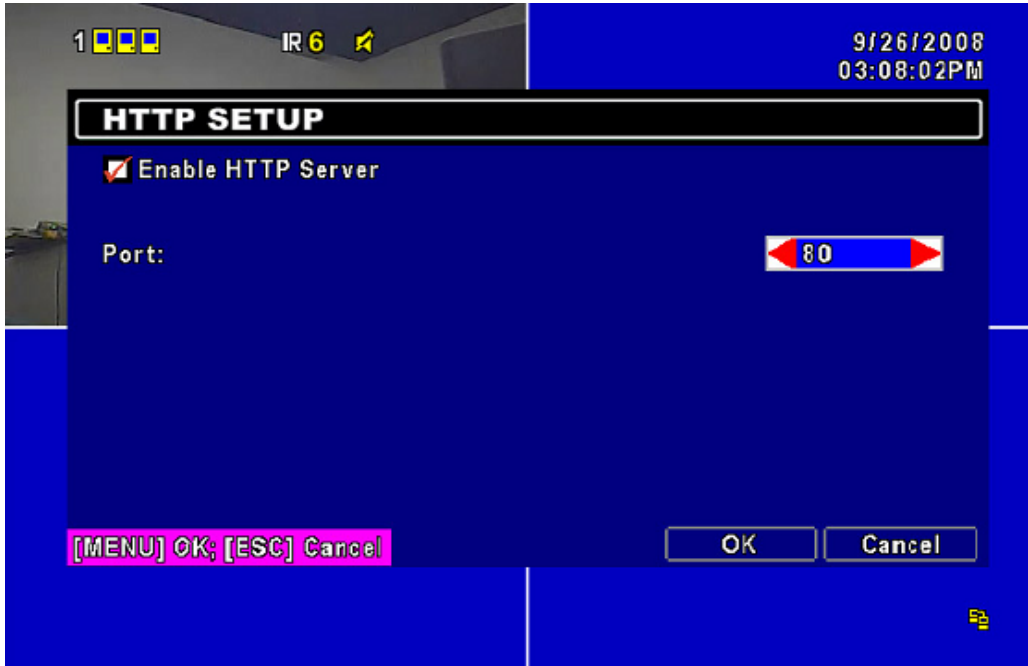 1 IR 6
9/26/2008
03:08:02PM
HTTP SETUP
Enable HTTP Server
Port: 80
[MENU] OK; [ESC] Cancel OK Cancel